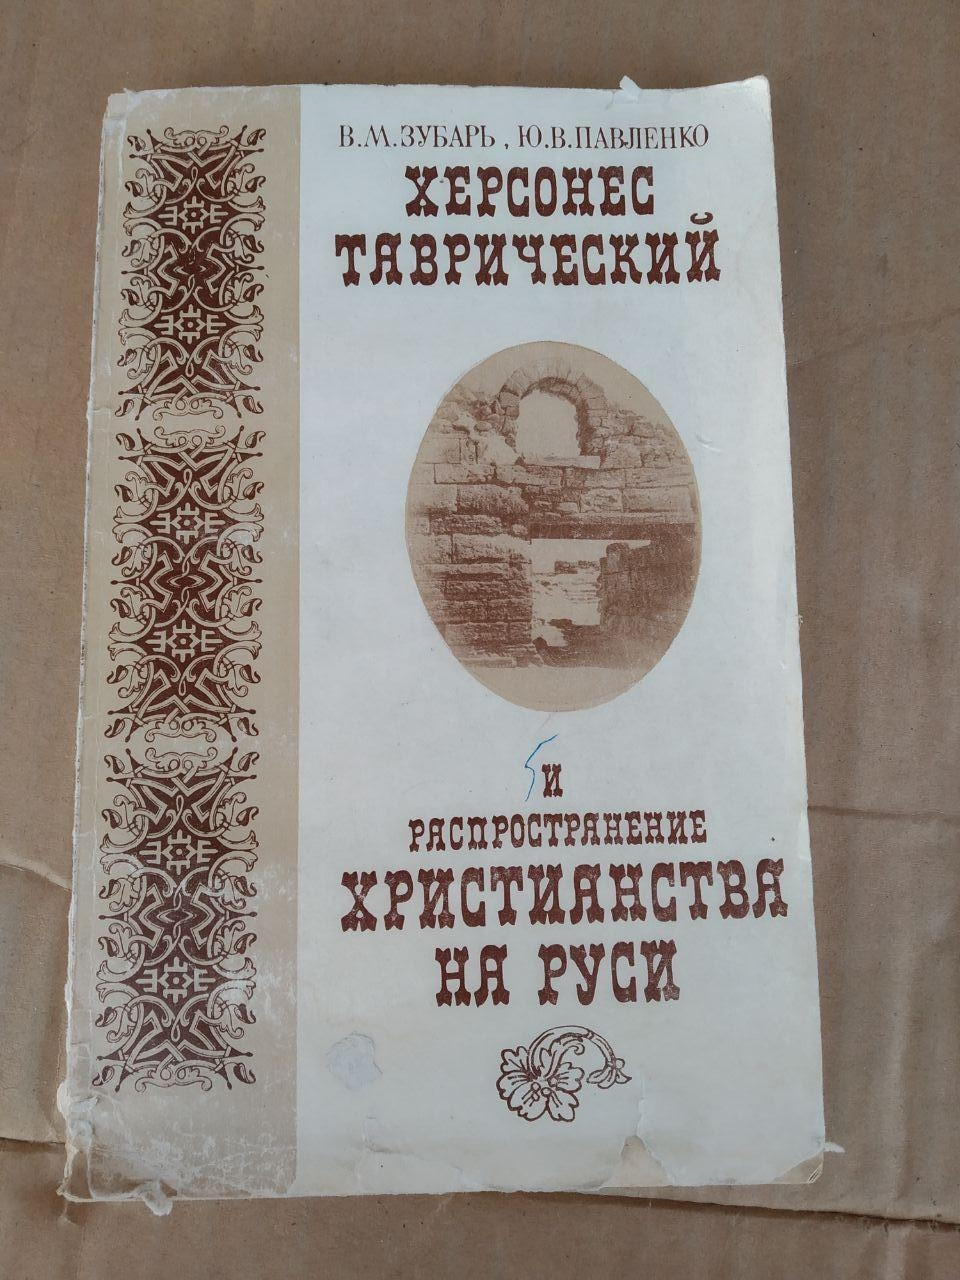 В.М.ЗУБАРЬ, Ю.В.ПАВЛЕНКО
ХЕРСОНЕС
ТАВРИЧЕСКИЙ
И
РАСПРОСТРАНЕНИЕ
ХРИСТИАНСТВА
НА РУСИ